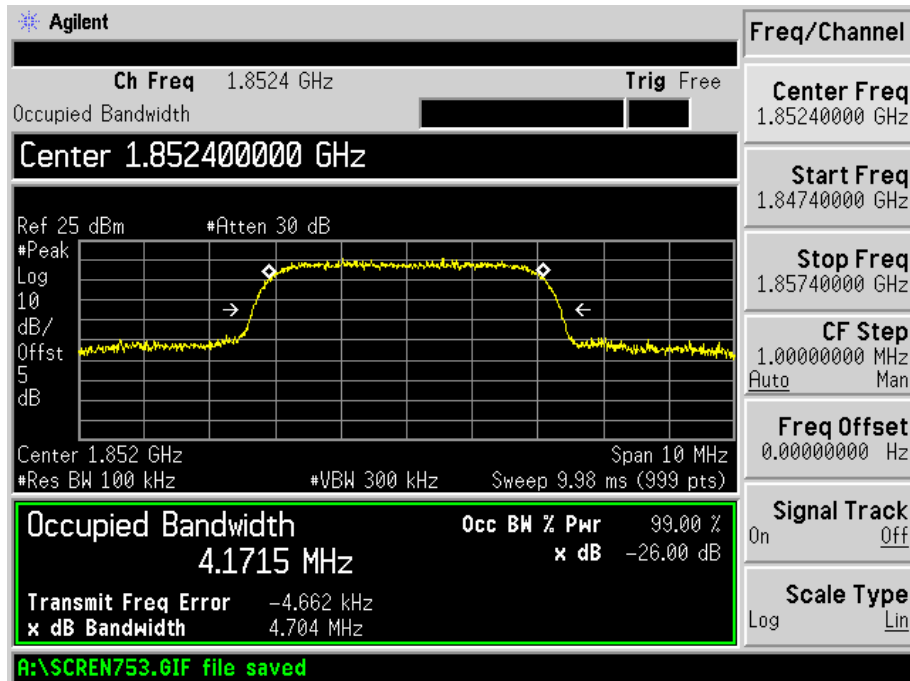 Agilent
Freq/Channel
Ch Freq 1.8524 GHz Trig Free
Occupied Bandwidth
Center 1.852400000 GHz
Ref 25 dBm #Atten 30 dB
#Peak
Log
10
dB/
Offst
5
dB
Center 1.852 GHz Span 10 MHz
#Res BW 100 kHz #VBW 300 kHz Sweep 9.98 ms (999 pts)
Occupied Bandwidth Occ BW % Pwr 99.00 %
4.1715 MHz x dB -26.00 dB
Transmit Freq Error -4.662 kHz
x dB Bandwidth 4.704 MHz
A:\SCREN753.GIF file saved
Center Freq
1.85240000 GHz
Start Freq
1.84740000 GHz
Stop Freq
1.85740000 GHz
CF Step
1.00000000 MHz
Auto Man
Freq Offset
0.00000000 Hz
Signal Track
On Off
Scale Type
Log Lin